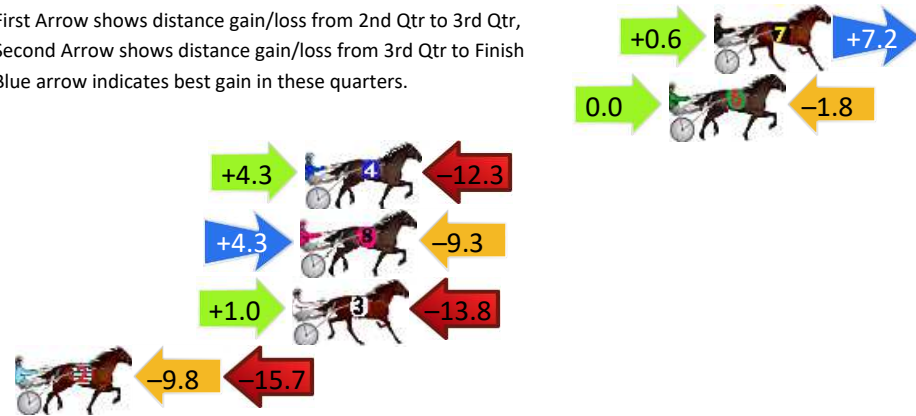 First Arrow shows distance gain/loss from 2nd Qtr to 3rd Qtr,
Second Arrow shows distance gain/loss from 3rd Qtr to Finish
Blue arrow indicates best gain in these quarters.
+0.6 7 +7.2
0.0 –1.8
+4.3 4 –12.3
+4.3 8 –9.3
+1.0 3 –13.8
–9.8 –15.7